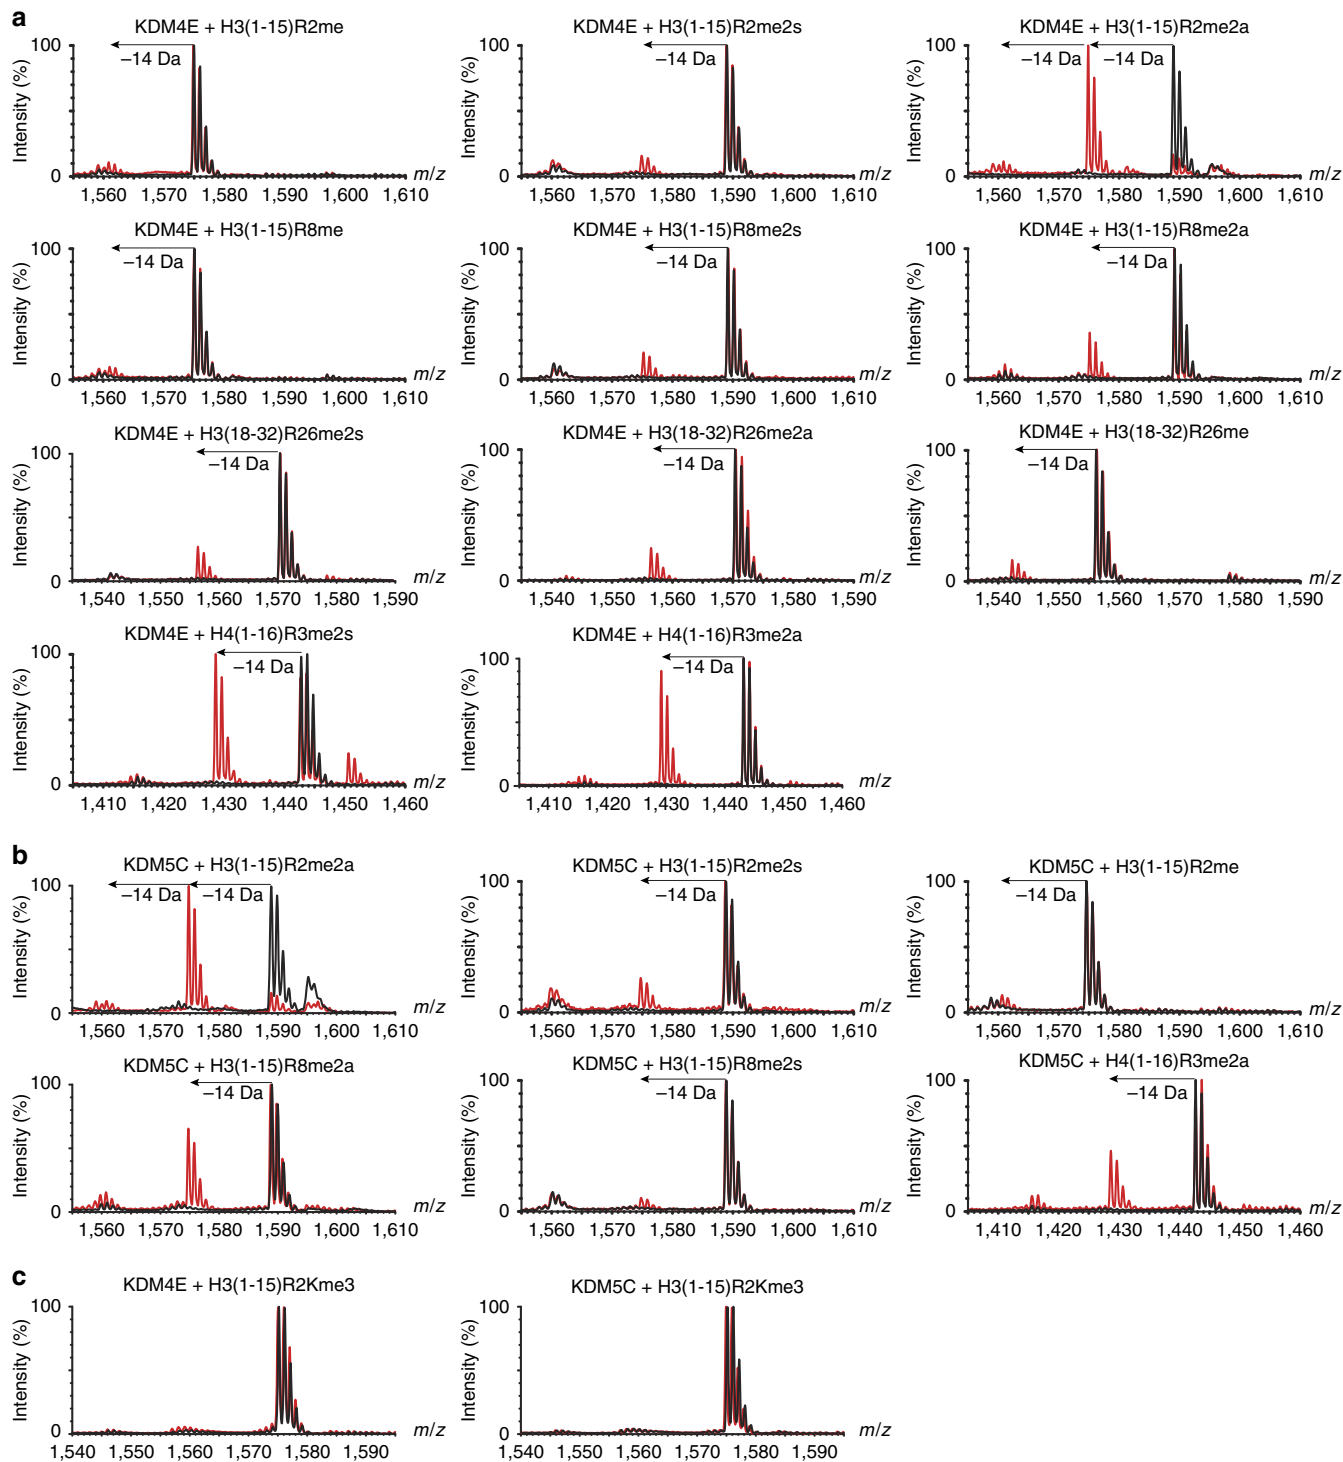 a
KDM4E + H3(1-15)R2me
KDM4E + H3(1-15)R2me2s
KDM4E + H3(1-15)R2me2a
Intensity (%)
100
0
–14 Da
1,560 1,570 1,580 1,590 1,600 1,610
m/z
Intensity (%)
100
0
–14 Da
1,560 1,570 1,580 1,590 1,600 1,610
m/z
Intensity (%)
100
0
–14 Da –14 Da
1,560 1,570 1,580 1,590 1,600 1,610
m/z
KDM4E + H3(1-15)R8me
KDM4E + H3(1-15)R8me2s
KDM4E + H3(1-15)R8me2a
Intensity (%)
100
0
–14 Da
1,560 1,570 1,580 1,590 1,600 1,610
m/z
Intensity (%)
100
0
–14 Da
1,560 1,570 1,580 1,590 1,600 1,610
m/z
Intensity (%)
100
0
–14 Da
1,560 1,570 1,580 1,590 1,600 1,610
m/z
KDM4E + H3(18-32)R26me2s
KDM4E + H3(18-32)R26me2a
KDM4E + H3(18-32)R26me
Intensity (%)
100
0
–14 Da
1,540 1,550 1,560 1,570 1,580 1,590
m/z
Intensity (%)
100
0
–14 Da
1,540 1,550 1,560 1,570 1,580 1,590
m/z
Intensity (%)
100
0
–14 Da
1,540 1,550 1,560 1,570 1,580 1,590
m/z
KDM4E + H4(1-16)R3me2s
KDM4E + H4(1-16)R3me2a
Intensity (%)
100
0
–14 Da
1,410 1,420 1,430 1,440 1,450 1,460
m/z
Intensity (%)
100
0
–14 Da
1,410 1,420 1,430 1,440 1,450 1,460
m/z
b
KDM5C + H3(1-15)R2me2a
KDM5C + H3(1-15)R2me2s
KDM5C + H3(1-15)R2me
Intensity (%)
100
0
–14 Da –14 Da
1,560 1,570 1,580 1,590 1,600 1,610
m/z
Intensity (%)
100
0
–14 Da
1,560 1,570 1,580 1,590 1,600 1,610
m/z
Intensity (%)
100
0
–14 Da
1,560 1,570 1,580 1,590 1,600 1,610
m/z
KDM5C + H3(1-15)R8me2a
KDM5C + H3(1-15)R8me2s
KDM5C + H4(1-16)R3me2a
Intensity (%)
100
0
–14 Da
1,560 1,570 1,580 1,590 1,600 1,610
m/z
Intensity (%)
100
0
–14 Da
1,560 1,570 1,580 1,590 1,600 1,610
m/z
Intensity (%)
100
0
–14 Da
1,410 1,420 1,430 1,440 1,450 1,460
m/z
c
KDM4E + H3(1-15)R2Kme3
KDM5C + H3(1-15)R2Kme3
Intensity (%)
100
0
1,540 1,550 1,560 1,570 1,580 1,590
m/z
Intensity (%)
100
0
1,540 1,550 1,560 1,570 1,580 1,590
m/z